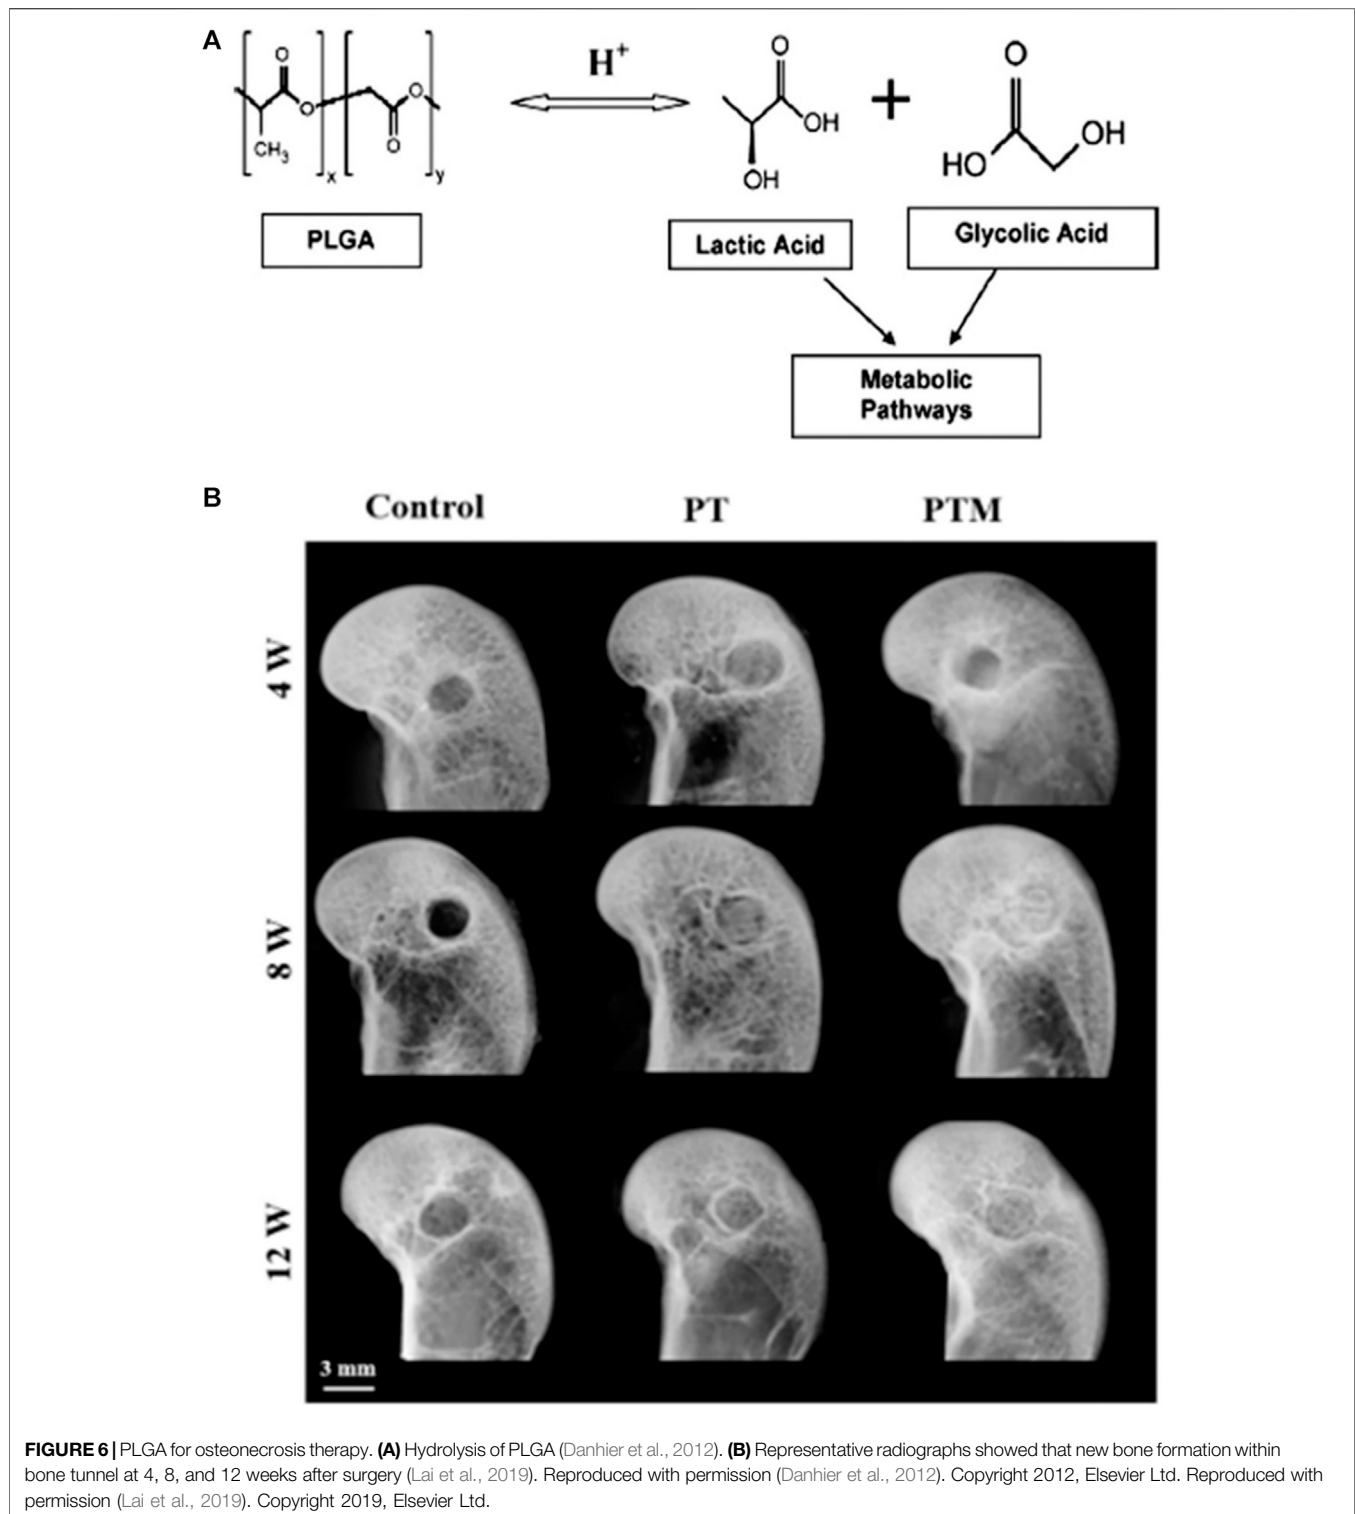 A
O
O
O
O
CH3
x
y
H+
O
OH
OH
+
O
HO
OH
PLGA
Lactic Acid
Glycolic Acid
Metabolic
Pathways
B
Control PT PTM
4 W
8 W
12 W
3 mm
FIGURE 6 | PLGA for osteonecrosis therapy. (A) Hydrolysis of PLGA (Danhier et al., 2012). (B) Representative radiographs showed that new bone formation within
bone tunnel at 4, 8, and 12 weeks after surgery (Lai et al., 2019). Reproduced with permission (Danhier et al., 2012). Copyright 2012, Elsevier Ltd. Reproduced with
permission (Lai et al., 2019). Copyright 2019, Elsevier Ltd.